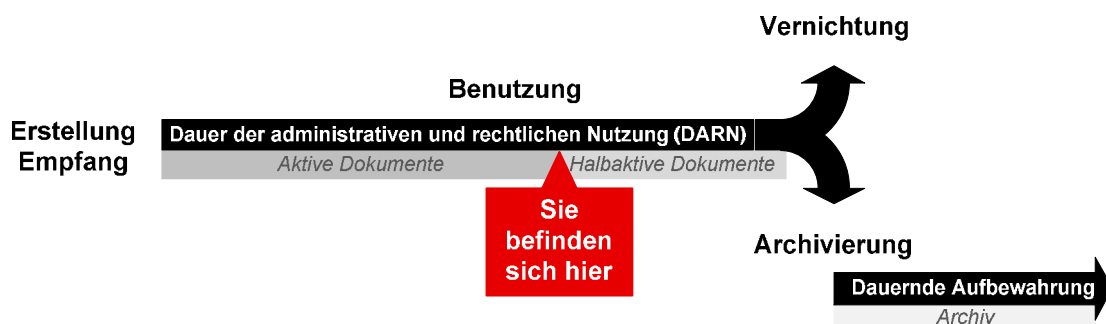 Vernichtung
Benutzung
Erstellung
Empfang
Dauer der administrativen und rechtlichen Nutzung (DARN)
Aktive Dokumente
Halbaktive Dokumente
Sie
befinden
sich hier
Archivierung
Dauernde Aufbewahrung
Archiv